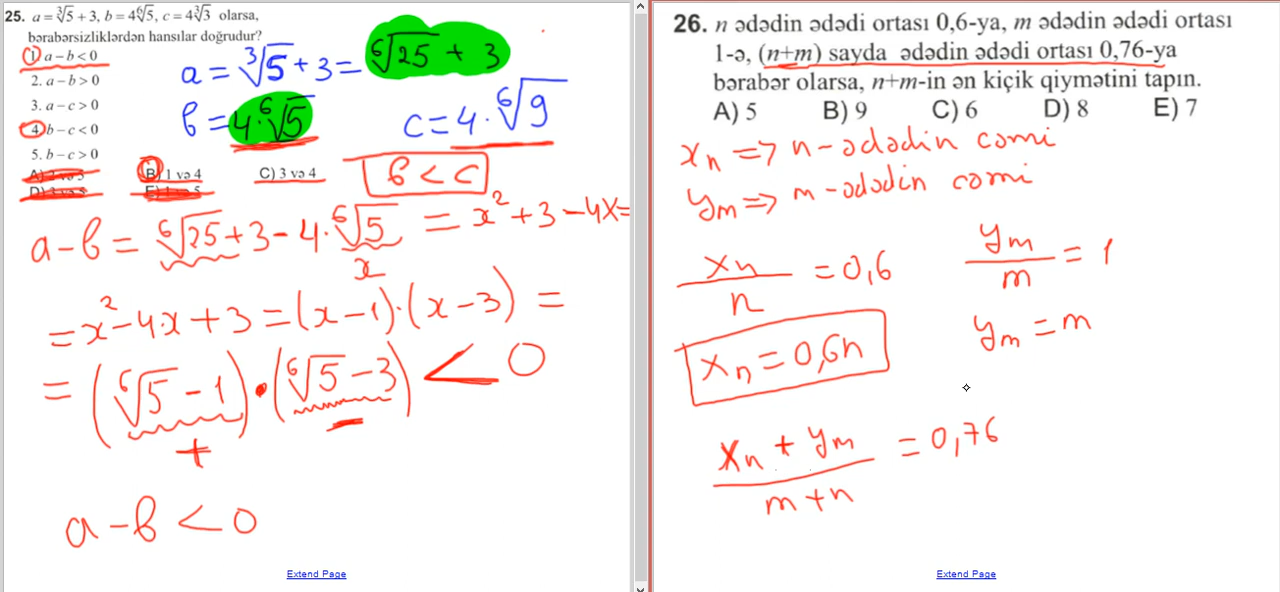 25. a = ∛5 + 3, b = 4⁶√5, c = 4∛3 olarsa,
bərabərsizliklərdən hansılar doğrudur?
1. a – b < 0
2. a – b > 0
3. a – c > 0
4. b – c < 0
5. b – c > 0
B) 1 və 4 C) 3 və 4
a = ³√5 + 3 = ⁶√25 + 3
b = 4·⁶√5
c = 4·⁶√9
b < c
a – b = ⁶√25 + 3 – 4·⁶√5 = x² + 3 – 4x =
x
= x² – 4x + 3 = (x – 1)·(x – 3) =
= (⁶√5 – 1)·(⁶√5 – 3) < 0
+ –
a – b < 0
Extend Page
26. n ədədin ədədi ortası 0,6-ya, m ədədin ədədi ortası
1-ə, (n+m) sayda ədədin ədədi ortası 0,76-ya
bərabər olarsa, n+m-in ən kiçik qiymətini tapın.
A) 5 B) 9 C) 6 D) 8 E) 7
xₙ => n-ədədin cəmi
yₘ => m-ədədin cəmi
xₙ/n = 0,6 yₘ/m = 1
xₙ = 0,6n yₘ = m
(xₙ + yₘ)/(m + n) = 0,76
Extend Page